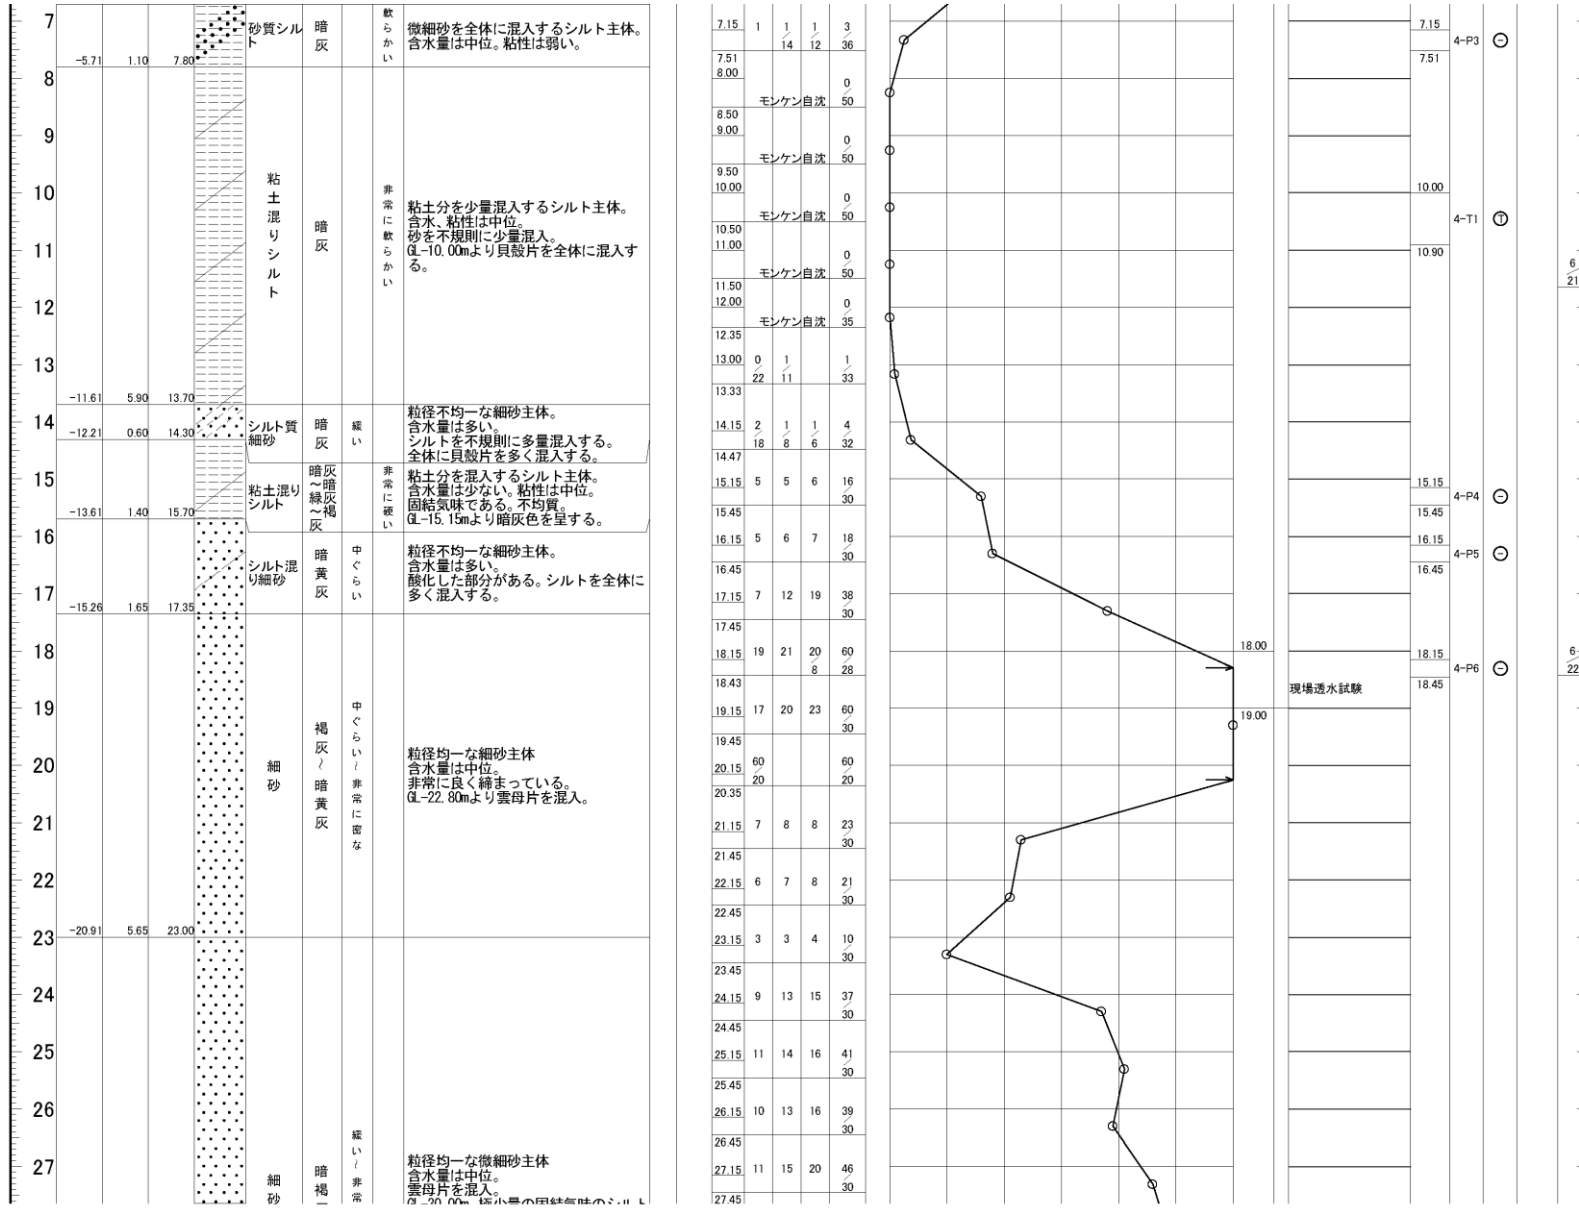 7
8
9
10
11
12
13
14
15
16
17
18
19
20
21
22
23
24
25
26
27
-5.71 1.10 7.80
-11.61 5.90 13.70
-12.21 0.60 14.30
-13.61 1.40 15.70
-15.26 1.65 17.35
-20.91 5.65 23.00
砂質シルト
暗灰
軟らかい
微細砂を全体に混入するシルト主体。
含水量は中位。粘性は弱い。
粘土混りシルト
暗灰
非常に軟らかい
粘土分を少量混入するシルト主体。
含水、粘性は中位。
砂を不規則に少量混入。
GL-10.00mより貝殻片を全体に混入す
る。
シルト質
細砂
暗灰
緩い
粒径不均一な細砂主体。
含水量は多い。
シルトを不規則に多量混入する。
全体に貝殻片を多く混入する。
粘土混り
シルト
暗灰
～暗
緑灰
～褐
灰
非常に硬い
粘土分を混入するシルト主体。
含水量は少ない。粘性は中位。
固結気味である。不均質。
GL-15.15mより暗灰色を呈する。
シルト混
り細砂
暗黄灰
中ぐらい
粒径不均一な細砂主体。
含水量は多い。
酸化した部分がある。シルトを全体に
多く混入する。
細砂
褐灰～暗黄灰
中ぐらい～非常に密な
粒径均一な細砂主体
含水量は中位。
非常に良く締まっている。
GL-22.80mより雲母片を混入。
細砂
暗褐
緩い～非常
粒径均一な微細砂主体
含水量は中位。
雲母片を混入。
GL-20.00m 極少量の固結気味のシルト
7.15 1 1/14 1/12 3/36
7.51
8.00 モンケン自沈 0/50
8.50
9.00 モンケン自沈 0/50
9.50
10.00 モンケン自沈 0/50
10.50
11.00 モンケン自沈 0/50
11.50
12.00 モンケン自沈 0/35
12.35
13.00 0/22 1/11 1/33
13.33
14.15 2/18 1/8 1/6 4/32
14.47
15.15 5 5 6 16/30
15.45
16.15 5 6 7 18/30
16.45
17.15 7 12 19 38/30
17.45
18.15 19 21 20/8 60/28
18.43
19.15 17 20 23 60/30
19.45
20.15 60/20 60/20
20.35
21.15 7 8 8 23/30
21.45
22.15 6 7 8 21/30
22.45
23.15 3 3 4 10/30
23.45
24.15 9 13 15 37/30
24.45
25.15 11 14 16 41/30
25.45
26.15 10 13 16 39/30
26.45
27.15 11 15 20 46/30
27.45
18.00
現場透水試験
19.00
7.15
7.51
4-P3
10.00
10.90
4-T1 T
15.15
15.45
4-P4
16.15
16.45
4-P5
18.15
18.45
4-P6
6/21
6/22